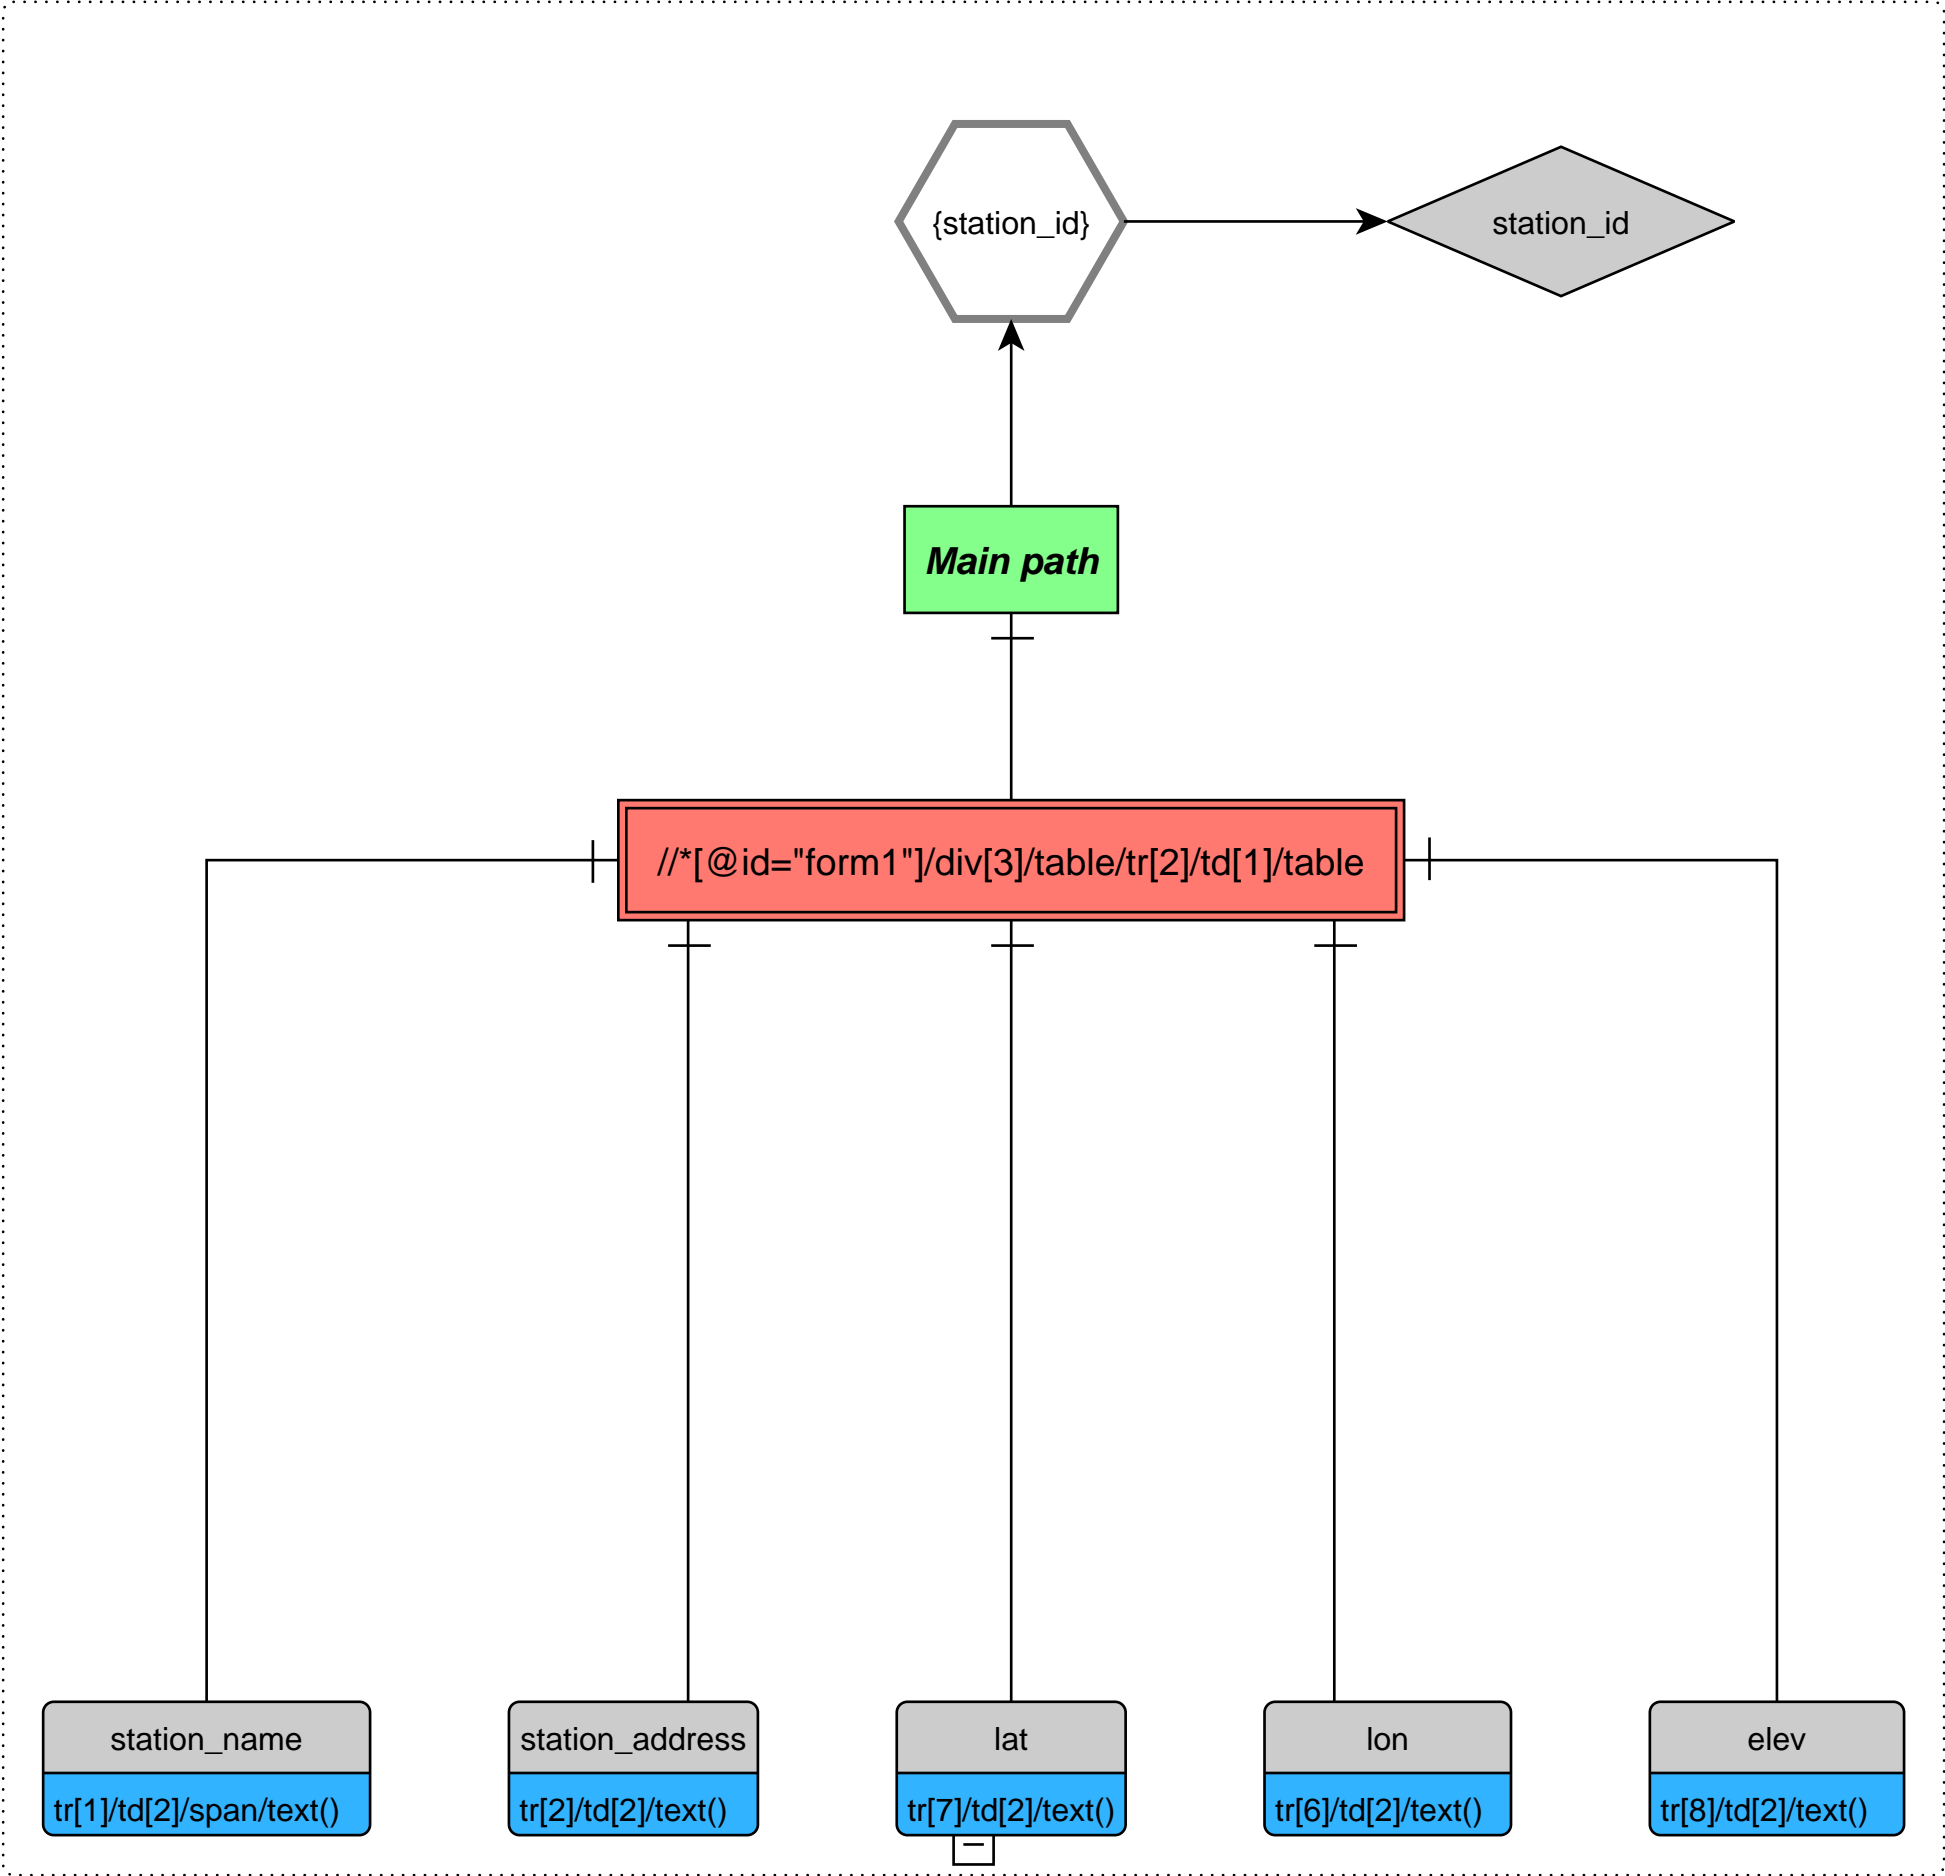 {station_id}
station_id
Main path
//*[@id="form1"]/div[3]/table/tr[2]/td[1]/table
station_name
tr[1]/td[2]/span/text()
station_address
tr[2]/td[2]/text()
lat
tr[7]/td[2]/text()
lon
tr[6]/td[2]/text()
elev
tr[8]/td[2]/text()